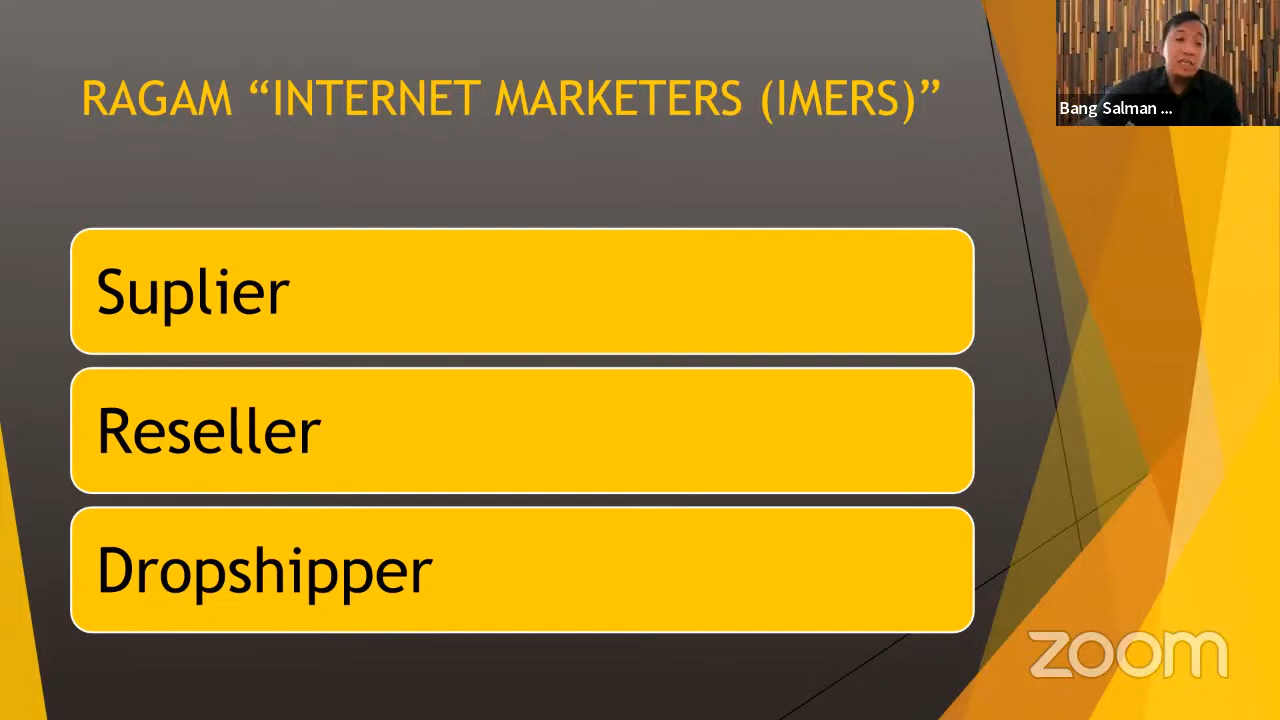 RAGAM “INTERNET MARKETERS (IMERS)”
Bang Salman ...
Suplier
Reseller
Dropshipper
zoom